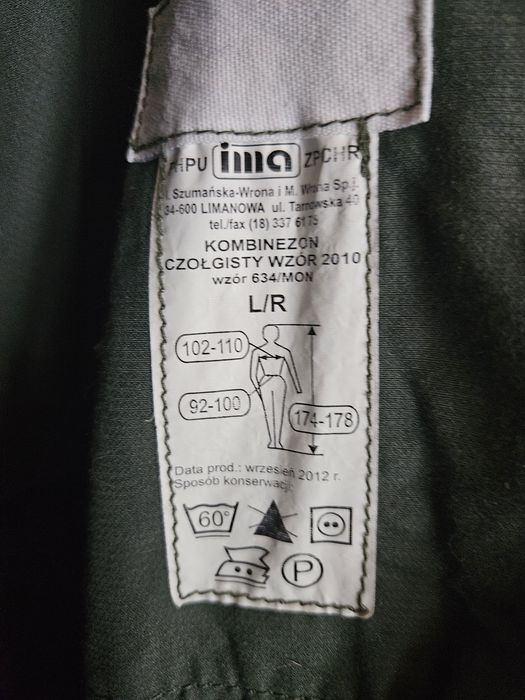 PHPU ima ZPCHR
. Szumańska-Wrona i M. Wrona Sp.j.
34-600 LIMANOWA ul. Tarnowska 40
tel./fax (18) 337 6175
KOMBINEZON
CZOŁGISTY WZÓR 2010
wzór 634/MON
L/R
102-110
92-100
174-178
Data prod.: wrzesień 2012 r.
Sposób konserwacji:
60°
P